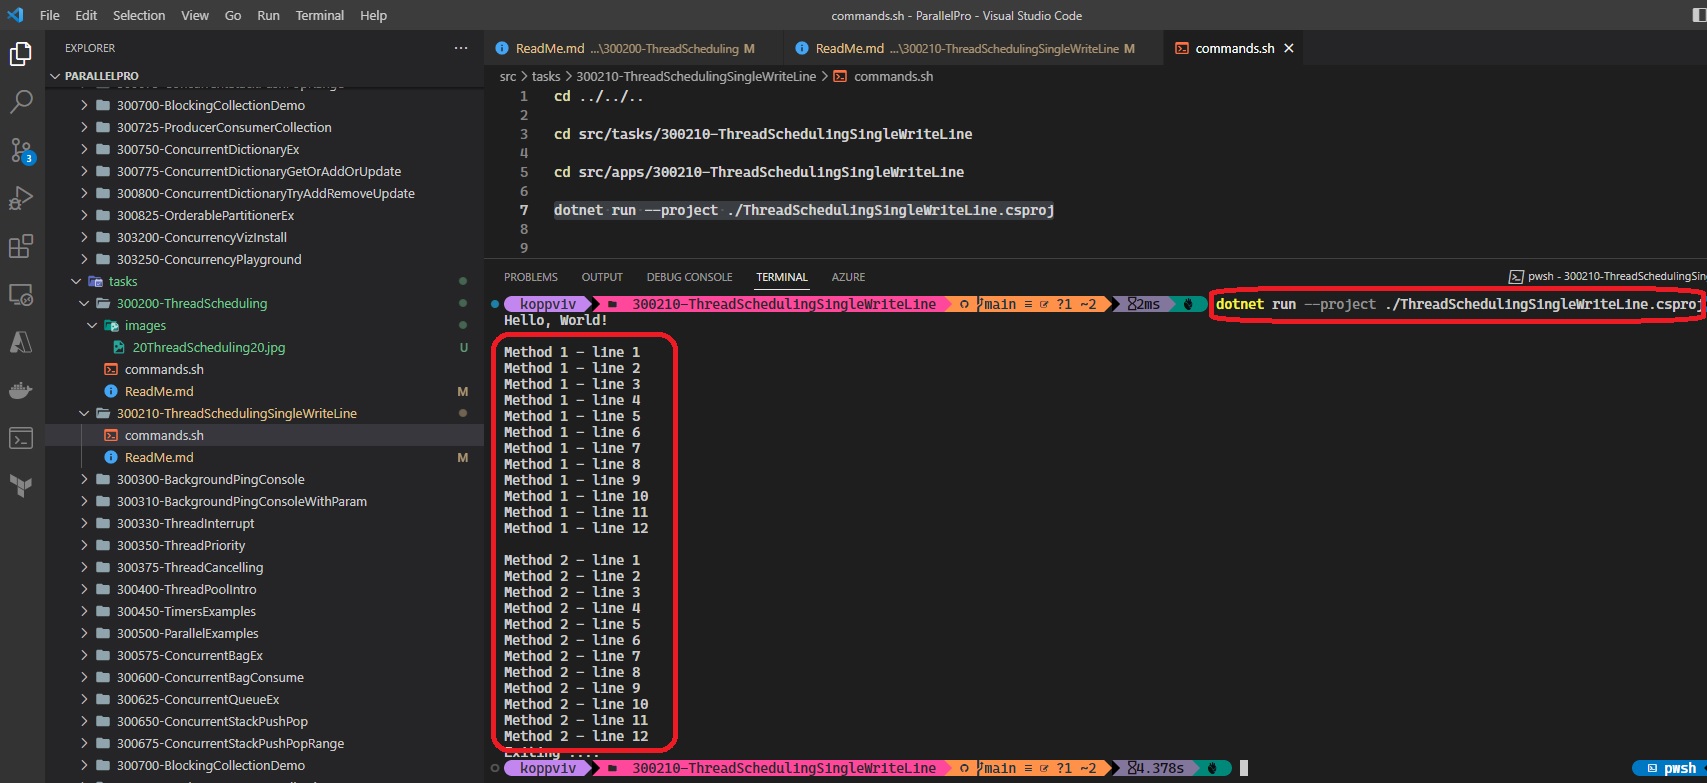 File Edit Selection View Go Run Terminal Help
commands.sh - ParallelPro - Visual Studio Code
EXPLORER
PARALLELPRO
300700-BlockingCollectionDemo
300725-ProducerConsumerCollection
300750-ConcurrentDictionaryEx
300775-ConcurrentDictionaryGetOrAddOrUpdate
300800-ConcurrentDictionaryTryAddRemoveUpdate
300825-OrderablePartitionerEx
303200-ConcurrencyVizInstall
303250-ConcurrencyPlayground
tasks
300200-ThreadScheduling
images
20ThreadScheduling20.jpg U
commands.sh
ReadMe.md M
300210-ThreadSchedulingSingleWriteLine
commands.sh
ReadMe.md M
300300-BackgroundPingConsole
300310-BackgroundPingConsoleWithParam
300330-ThreadInterrupt
300350-ThreadPriority
300375-ThreadCancelling
300400-ThreadPoolIntro
300450-TimersExamples
300500-ParallelExamples
300575-ConcurrentBagEx
300600-ConcurrentBagConsume
300625-ConcurrentQueueEx
300650-ConcurrentStackPushPop
300675-ConcurrentStackPushPopRange
300700-BlockingCollectionDemo
3
ReadMe.md ...\300200-ThreadScheduling M
ReadMe.md ...\300210-ThreadSchedulingSingleWriteLine M
commands.sh
src > tasks > 300210-ThreadSchedulingSingleWriteLine > commands.sh
1 cd ../../..
2
3 cd src/tasks/300210-ThreadSchedulingSingleWriteLine
4
5 cd src/apps/300210-ThreadSchedulingSingleWriteLine
6
7 dotnet run --project ./ThreadSchedulingSingleWriteLine.csproj
8
9
PROBLEMS OUTPUT DEBUG CONSOLE TERMINAL AZURE
pwsh - 300210-ThreadSchedulingSin
koppviv 300210-ThreadSchedulingSingleWriteLine main ≡ ?1 ~2 2ms dotnet run --project ./ThreadSchedulingSingleWriteLine.csproj
Hello, World!
Method 1 - line 1
Method 1 - line 2
Method 1 - line 3
Method 1 - line 4
Method 1 - line 5
Method 1 - line 6
Method 1 - line 7
Method 1 - line 8
Method 1 - line 9
Method 1 - line 10
Method 1 - line 11
Method 1 - line 12
Method 2 - line 1
Method 2 - line 2
Method 2 - line 3
Method 2 - line 4
Method 2 - line 5
Method 2 - line 6
Method 2 - line 7
Method 2 - line 8
Method 2 - line 9
Method 2 - line 10
Method 2 - line 11
Method 2 - line 12
Exiting ....
koppviv 300210-ThreadSchedulingSingleWriteLine main ≡ ?1 ~2 4.378s
pwsh